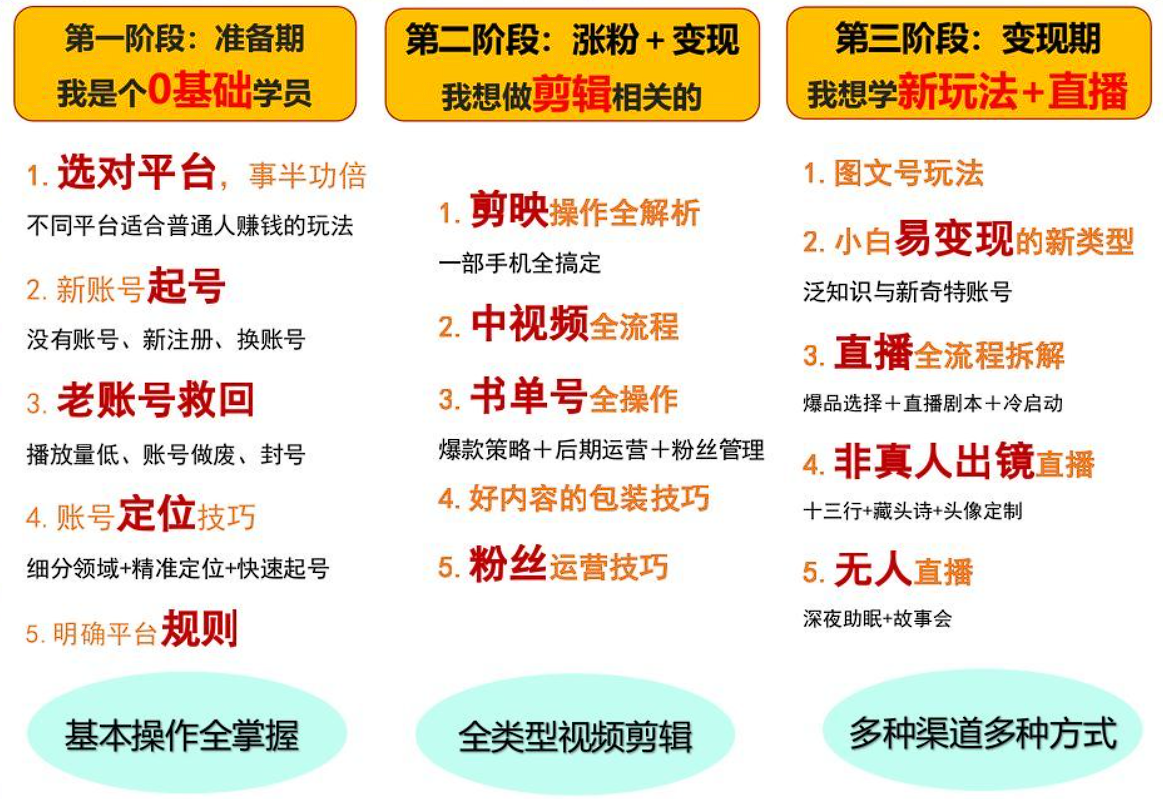 第一阶段：准备期
我是个0基础学员
1. 选对平台，事半功倍
不同平台适合普通人赚钱的玩法
2. 新账号起号
没有账号、新注册、换账号
3. 老账号救回
播放量低、账号做废、封号
4. 账号定位技巧
细分领域+精准定位+快速起号
5. 明确平台规则
基本操作全掌握
第二阶段：涨粉＋变现
我想做剪辑相关的
1. 剪映操作全解析
一部手机全搞定
2. 中视频全流程
3. 书单号全操作
爆款策略＋后期运营＋粉丝管理
4. 好内容的包装技巧
5. 粉丝运营技巧
全类型视频剪辑
第三阶段：变现期
我想学新玩法+直播
1. 图文号玩法
2. 小白易变现的新类型
泛知识与新奇特账号
3. 直播全流程拆解
爆品选择＋直播剧本＋冷启动
4. 非真人出镜直播
十三行+藏头诗+头像定制
5. 无人直播
深夜助眠+故事会
多种渠道多种方式